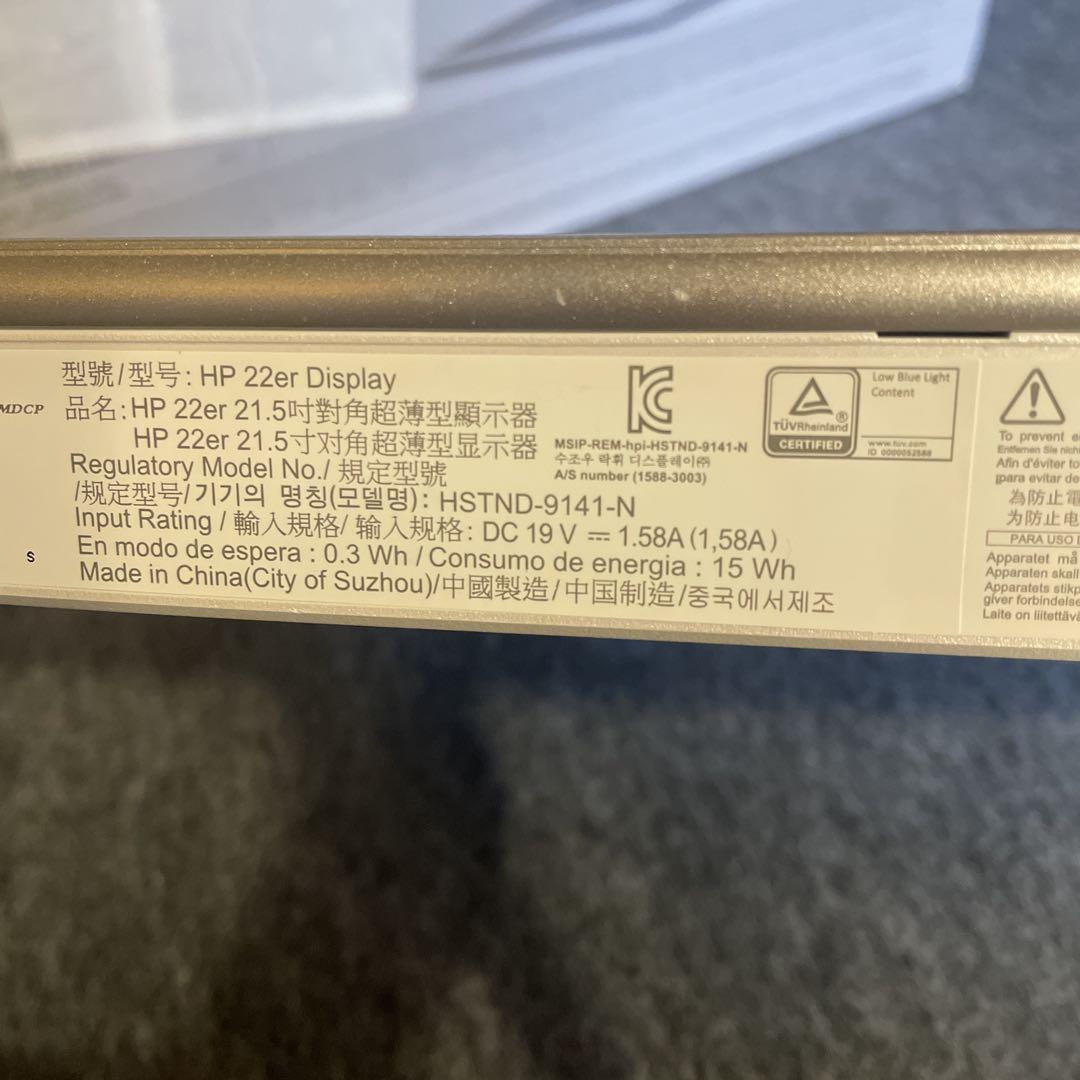 MDCP
S
型號/型号: HP 22er Display
品名: HP 22er 21.5吋對角超薄型顯示器
HP 22er 21.5寸对角超薄型显示器
Regulatory Model No./ 規定型號
/规定型号/기기의 명칭(모델명): HSTND-9141-N
Input Rating / 輸入規格/ 输入规格: DC 19 V ⎓ 1.58A (1,58A)
En modo de espera : 0.3 Wh / Consumo de energia : 15 Wh
Made in China(City of Suzhou)/中國製造/中国制造/중국에서제조
MSIP-REM-hpi-HSTND-9141-N
수조우 락휘 디스플레이㈜
A/S number (1588-3003)
TÜVRheinland®
CERTIFIED
Low Blue Light
Content
www.tuv.com
ID 0000052588
To prevent
Entfernen Sie
Afin d'éviter
para evitar
為防止
为防止
PARA USO
Apparatet må
Apparaten skall
Apparatets
giver
Laite on